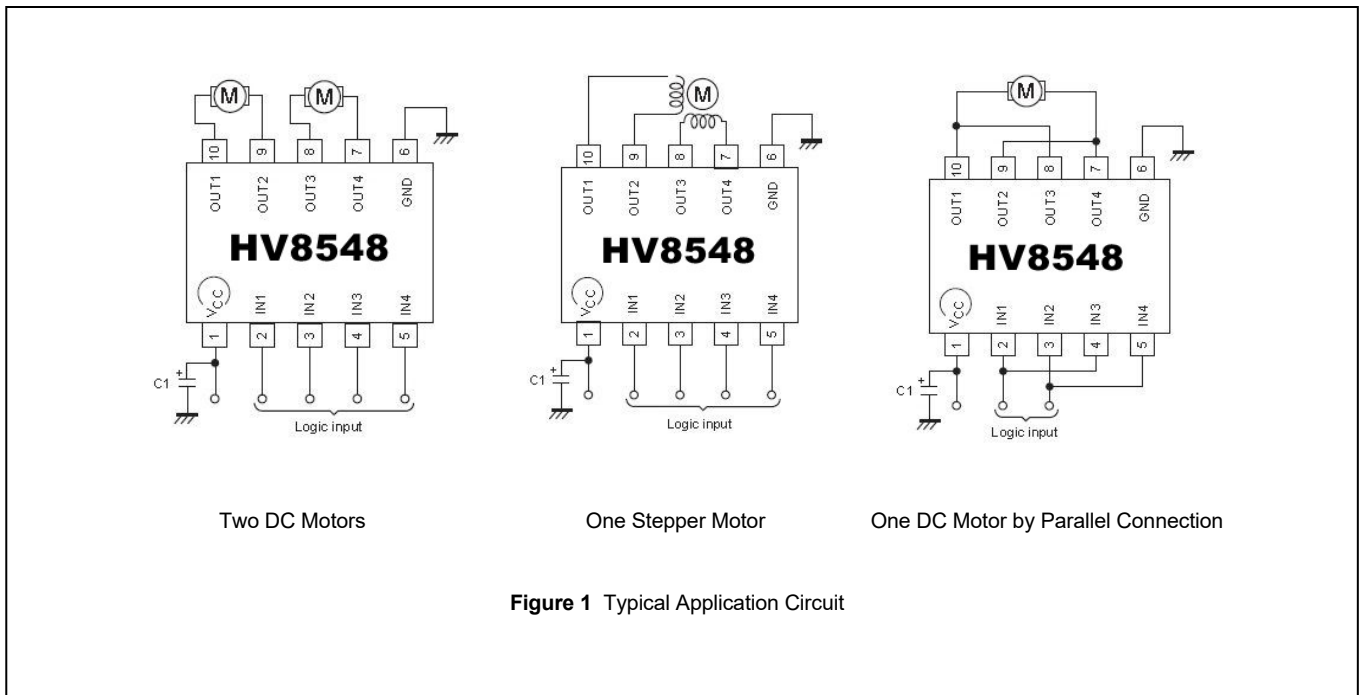 M M
10 9 8 7 6
OUT1 OUT2 OUT3 OUT4 GND
HV8548
VCC IN1 IN2 IN3 IN4
1 2 3 4 5
C1 +
Logic input
Two DC Motors
M
10 9 8 7 6
OUT1 OUT2 OUT3 OUT4 GND
HV8548
VCC IN1 IN2 IN3 IN4
1 2 3 4 5
C1 +
Logic input
One Stepper Motor
M
10 9 8 7 6
OUT1 OUT2 OUT3 OUT4 GND
HV8548
VCC IN1 IN2 IN3 IN4
1 2 3 4 5
C1 +
Logic input
One DC Motor by Parallel Connection
Figure 1 Typical Application Circuit